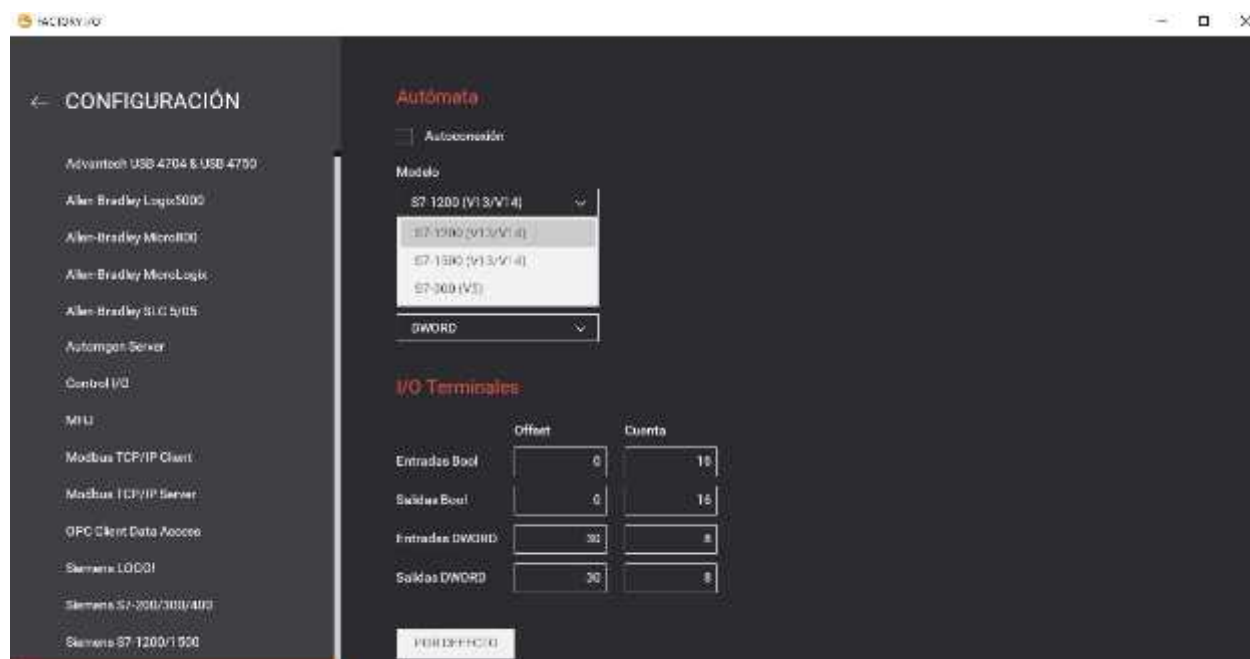 FACTORY I/O
← CONFIGURACIÓN
Advantech USB 4704 & USB 4750
Allen-Bradley Logix5000
Allen-Bradley Micro800
Allen-Bradley MicroLogix
Allen-Bradley SLC 5/05
Automgen Server
Control I/O
MHJ
Modbus TCP/IP Client
Modbus TCP/IP Server
OPC Client Data Access
Siemens LOGO!
Siemens S7-200/300/400
Siemens S7-1200/1500
Autómata
Autoconexión
Modelo
S7-1200 (V13/V14)
S7-1200 (V13/V14)
S7-1500 (V13/V14)
S7-300 (V5)
DWORD
I/O Terminales
Offset Cuenta
Entradas Bool 0 16
Salidas Bool 0 16
Entradas DWORD 30 8
Salidas DWORD 30 8
POR DEFECTO